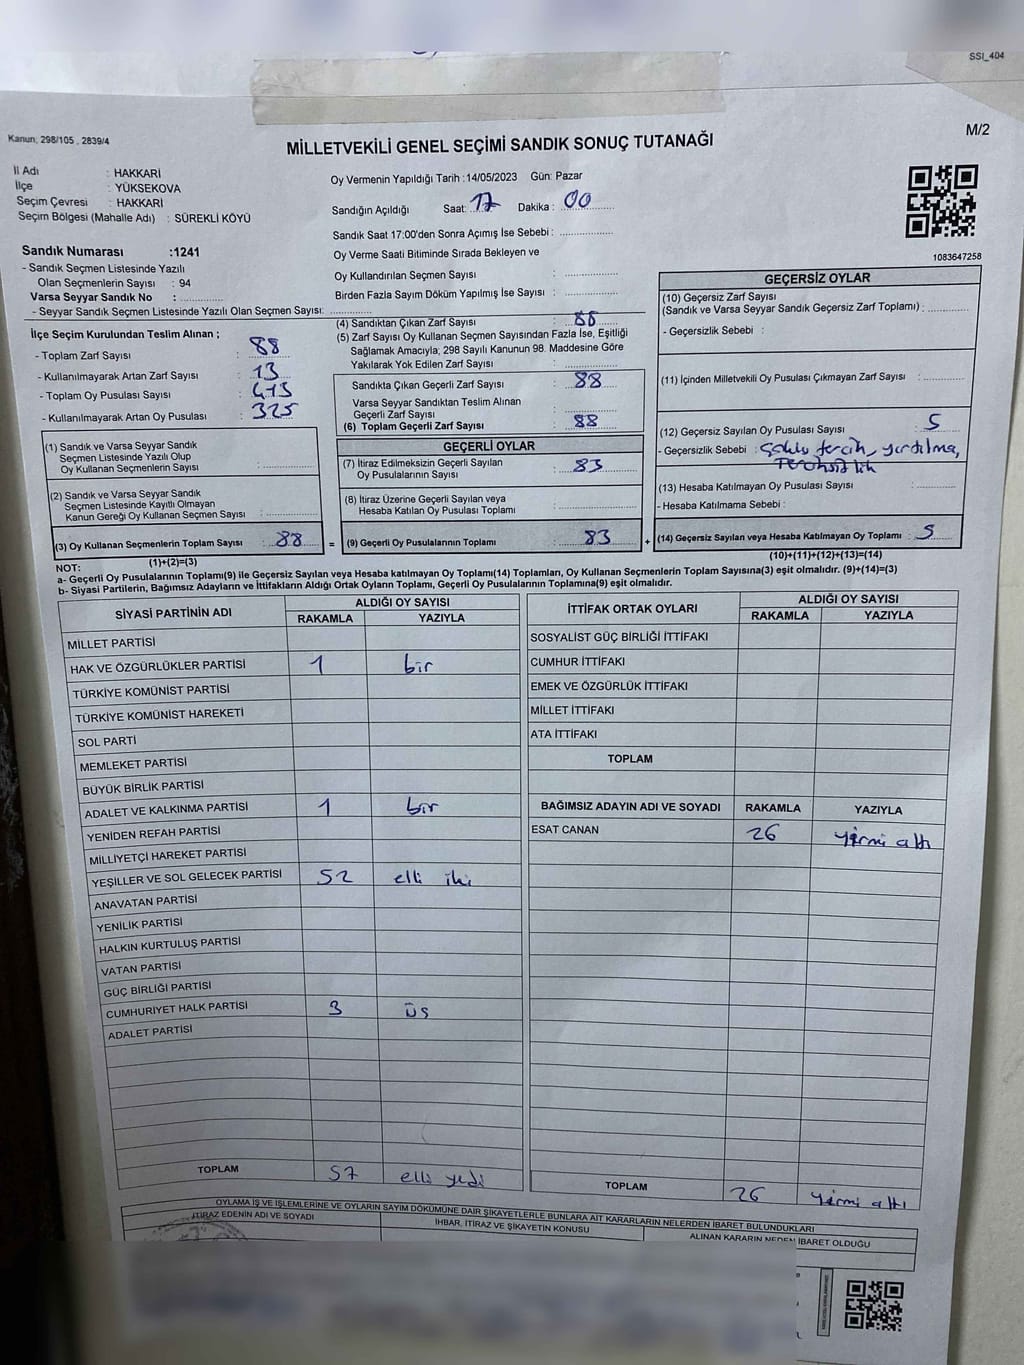 SSI_404
Kanun; 298/105 , 2839/4
MİLLETVEKİLİ GENEL SEÇİMİ SANDIK SONUÇ TUTANAĞI
M/2
İl Adı : HAKKARİ
İlçe : YÜKSEKOVA
Seçim Çevresi : HAKKARİ
Seçim Bölgesi (Mahalle Adı) : SÜREKLİ KÖYÜ
Sandık Numarası :1241
- Sandık Seçmen Listesinde Yazılı
Olan Seçmenlerin Sayısı : 94
Varsa Seyyar Sandık No :
- Seyyar Sandık Seçmen Listesinde Yazılı Olan Seçmen Sayısı:
Oy Vermenin Yapıldığı Tarih :14/05/2023 Gün: Pazar
Sandığın Açıldığı Saat: 17 Dakika : 00
Sandık Saat 17:00'den Sonra Açımış İse Sebebi :
Oy Verme Saati Bitiminde Sırada Bekleyen ve
Oy Kullandırılan Seçmen Sayısı :
Birden Fazla Sayım Döküm Yapılmış İse Sayısı :
1083647258
İlçe Seçim Kurulundan Teslim Alınan ;
- Toplam Zarf Sayısı : 88
- Kullanılmayarak Artan Zarf Sayısı : 13
- Toplam Oy Pusulası Sayısı : 413
- Kullanılmayarak Artan Oy Pusulası : 325
(1) Sandık ve Varsa Seyyar Sandık
Seçmen Listesinde Yazılı Olup
Oy Kullanan Seçmenlerin Sayısı :
(2) Sandık ve Varsa Seyyar Sandık
Seçmen Listesinde Kayıtlı Olmayan
Kanun Gereği Oy Kullanan Seçmen Sayısı :
(3) Oy Kullanan Seçmenlerin Toplam Sayısı : 88
(1)+(2)=(3)
(4) Sandıktan Çıkan Zarf Sayısı : 88
(5) Zarf Sayısı Oy Kullanan Seçmen Sayısından Fazla İse, Eşitliği
Sağlamak Amacıyla; 298 Sayılı Kanunun 98. Maddesine Göre
Yakılarak Yok Edilen Zarf Sayısı :
Sandıkta Çıkan Geçerli Zarf Sayısı : 88
Varsa Seyyar Sandıktan Teslim Alınan
Geçerli Zarf Sayısı :
(6) Toplam Geçerli Zarf Sayısı : 88
GEÇERLİ OYLAR
(7) İtiraz Edilmeksizin Geçerli Sayılan
Oy Pusulalarının Sayısı : 83
(8) İtiraz Üzerine Geçerli Sayılan veya
Hesaba Katılan Oy Pusulası Toplamı :
= (9) Geçerli Oy Pusulalarının Toplamı : 83
GEÇERSİZ OYLAR
(10) Geçersiz Zarf Sayısı
(Sandık ve Varsa Seyyar Sandık Geçersiz Zarf Toplamı) :
- Geçersizlik Sebebi :
(11) İçinden Milletvekili Oy Pusulası Çıkmayan Zarf Sayısı :
(12) Geçersiz Sayılan Oy Pusulası Sayısı : 5
- Geçersizlik Sebebi : tercih, yırtılma,
(13) Hesaba Katılmayan Oy Pusulası Sayısı :
- Hesaba Katılmama Sebebi :
+ (14) Geçersiz Sayılan veya Hesaba Katılmayan Oy Toplamı : 5
(10)+(11)+(12)+(13)=(14)
NOT:
a- Geçerli Oy Pusulalarının Toplamı(9) ile Geçersiz Sayılan veya Hesaba katılmayan Oy Toplamı(14) Toplamları, Oy Kullanan Seçmenlerin Toplam Sayısına(3) eşit olmalıdır. (9)+(14)=(3)
b- Siyasi Partilerin, Bağımsız Adayların ve İttifakların Aldığı Ortak Oyların Toplamı, Geçerli Oy Pusulalarının Toplamına(9) eşit olmalıdır.
SİYASİ PARTİNİN ADI ALDIĞI OY SAYISI
RAKAMLA YAZIYLA
MİLLET PARTİSİ
HAK VE ÖZGÜRLÜKLER PARTİSİ 1 bir
TÜRKİYE KOMÜNİST PARTİSİ
TÜRKİYE KOMÜNİST HAREKETİ
SOL PARTİ
MEMLEKET PARTİSİ
BÜYÜK BİRLİK PARTİSİ
ADALET VE KALKINMA PARTİSİ 1 bir
YENİDEN REFAH PARTİSİ
MİLLİYETÇİ HAREKET PARTİSİ
YEŞİLLER VE SOL GELECEK PARTİSİ 52 elli iki
ANAVATAN PARTİSİ
YENİLİK PARTİSİ
HALKIN KURTULUŞ PARTİSİ
VATAN PARTİSİ
GÜÇ BİRLİĞİ PARTİSİ
CUMHURİYET HALK PARTİSİ 3 üş
ADALET PARTİSİ
TOPLAM 57 elli yedi
İTTİFAK ORTAK OYLARI ALDIĞI OY SAYISI
RAKAMLA YAZIYLA
SOSYALİST GÜÇ BİRLİĞİ İTTİFAKI
CUMHUR İTTİFAKI
EMEK VE ÖZGÜRLÜK İTTİFAKI
MİLLET İTTİFAKI
ATA İTTİFAKI
TOPLAM
BAĞIMSIZ ADAYIN ADI VE SOYADI RAKAMLA YAZIYLA
ESAT CANAN 26 yirmi altı
TOPLAM 26 yirmi altı
OYLAMA İŞ VE İŞLEMLERİNE VE OYLARIN SAYIM DÖKÜMÜNE DAİR ŞİKAYETLERLE BUNLARA AİT KARARLARIN NELERDEN İBARET BULUNDUKLARI
İTİRAZ EDENİN ADI VE SOYADI İHBAR, İTİRAZ VE ŞİKAYETİN KONUSU ALINAN KARARIN NEDEN İBARET OLDUĞU